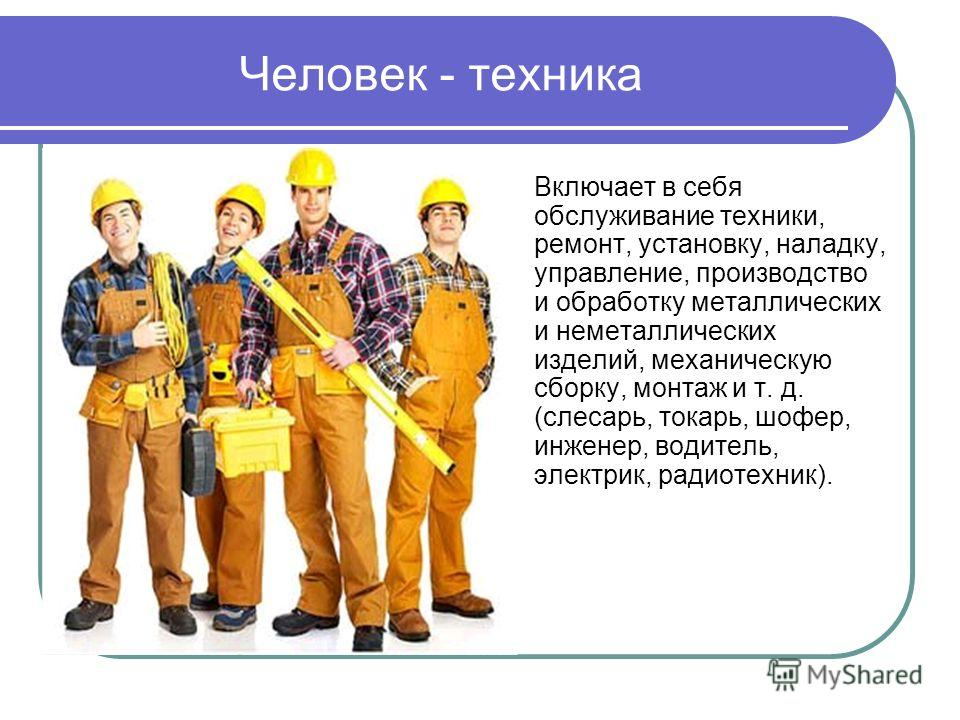 Человек - техника
Включает в себя
обслуживание техники,
ремонт, установку, наладку,
управление, производство
и обработку металлических
и неметаллических
изделий, механическую
сборку, монтаж и т. д.
(слесарь, токарь, шофер,
инженер, водитель,
электрик, радиотехник).
MyShared